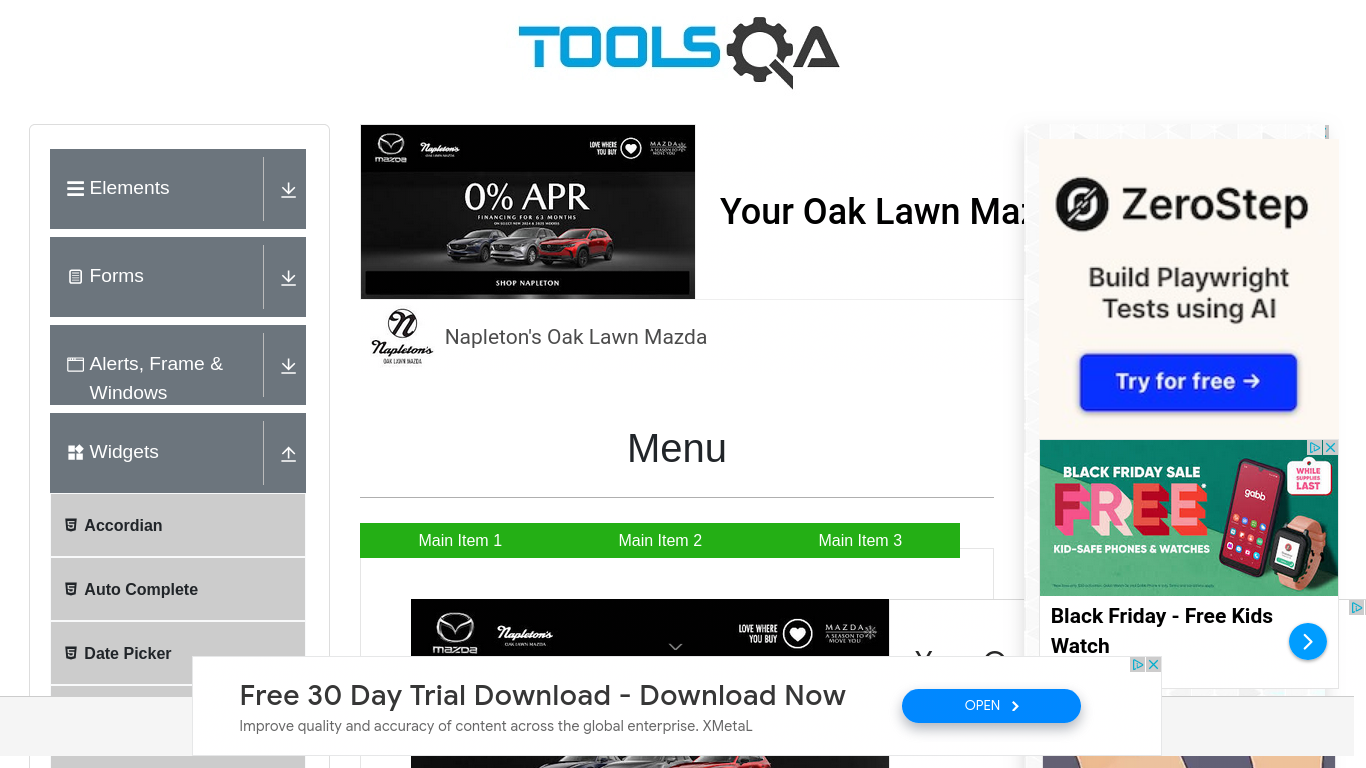 TOOLSQA
Elements
Forms
Alerts, Frame &
Windows
Widgets
Accordian
Auto Complete
Date Picker
mazda
Napleton's
OAK LAWN MAZDA
LOVE WHERE
YOU BUY
MAZDA
A SEASON TO
MOVE YOU
0% APR
FINANCING FOR 63 MONTHS
SHOP NAPLETON
Your Oak Lawn Maz
Napleton's
OAK LAWN MAZDA
Napleton's Oak Lawn Mazda
Menu
Main Item 1
Main Item 2
Main Item 3
mazda
Napleton's
OAK LAWN MAZDA
LOVE WHERE
YOU BUY
MAZDA
A SEASON TO
MOVE YOU
ZeroStep
Build Playwright
Tests using AI
Try for free →
BLACK FRIDAY SALE
FREE*
KID-SAFE PHONES & WATCHES
WHILE
SUPPLIES
LAST
gabb
Black Friday - Free Kids
Watch
Free 30 Day Trial Download - Download Now
Improve quality and accuracy of content across the global enterprise. XMetaL
OPEN